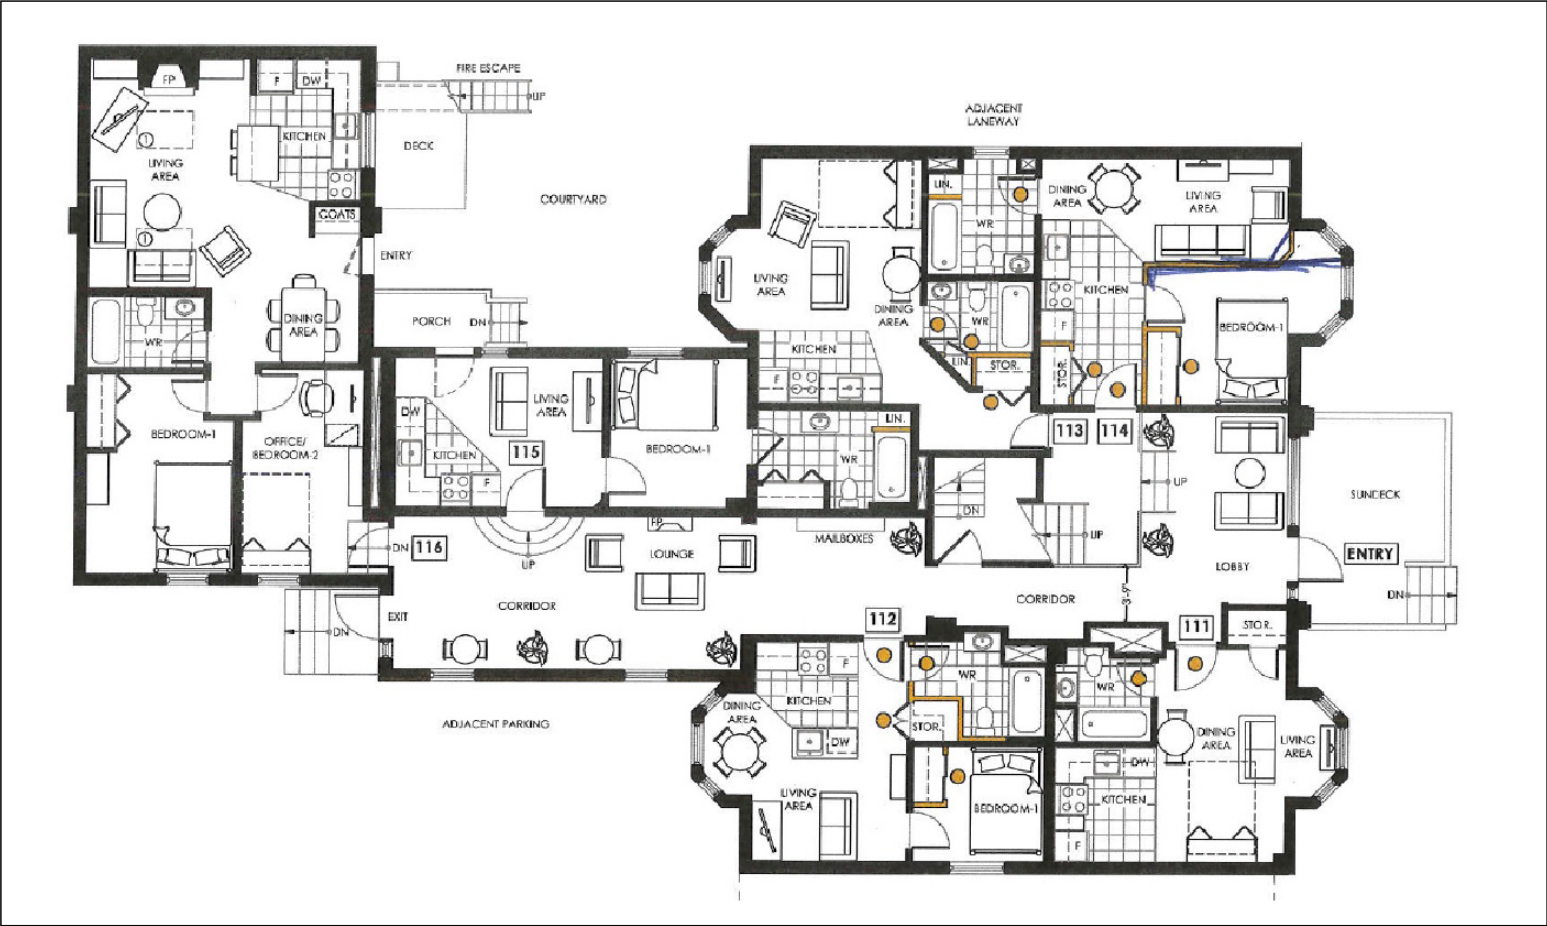 FIRE ESCAPE
UP
FP
F
DW
KITCHEN
DECK
LIVING
AREA
1
COATS
1
ENTRY
COURTYARD
PORCH
DN
DINING
AREA
WR
BEDROOM-1
OFFICE/
BEDROOM-2
DN
116
ADJACENT
LANEWAY
LIN.
WR
DINING
AREA
LIVING
AREA
LIVING
AREA
DINING
AREA
WR
KITCHEN
F
BEDROOM-1
KITCHEN
F
LIN.
STOR.
STOR.
DW
LIVING
AREA
KITCHEN
115
F
BEDROOM-1
LIN.
WR
113
114
UP
DN
UP
SUNDECK
UP
FP
LOUNGE
MAILBOXES
LOBBY
ENTRY
DN
CORRIDOR
EXIT
DN
CORRIDOR
3'-9"
112
111
STOR.
F
KITCHEN
WR
WR
DINING
AREA
DW
STOR.
DINING
AREA
LIVING
AREA
LIVING
AREA
BEDROOM-1
DW
KITCHEN
F
ADJACENT PARKING